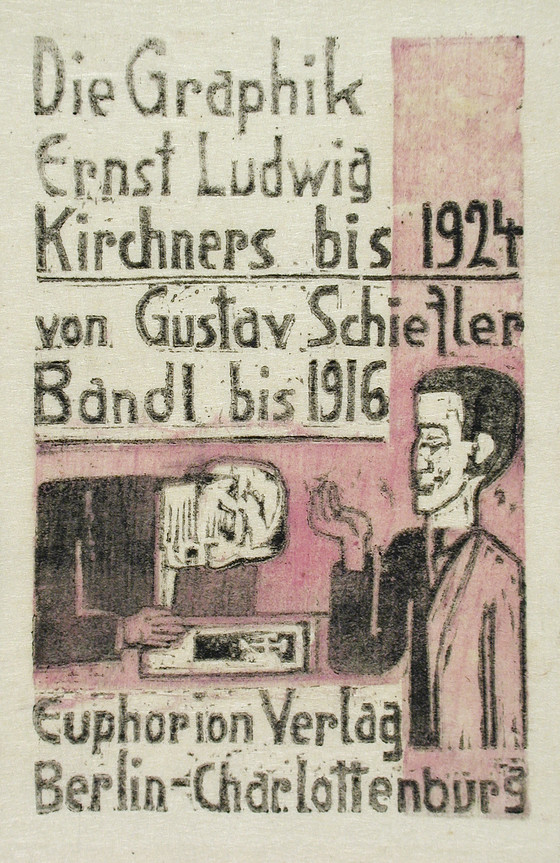 Die Graphik
Ernst Ludwig
Kirchners bis 1924
von Gustav Schiefler
Band I bis 1916
Euphorion Verlag
Berlin-Charlottenburg